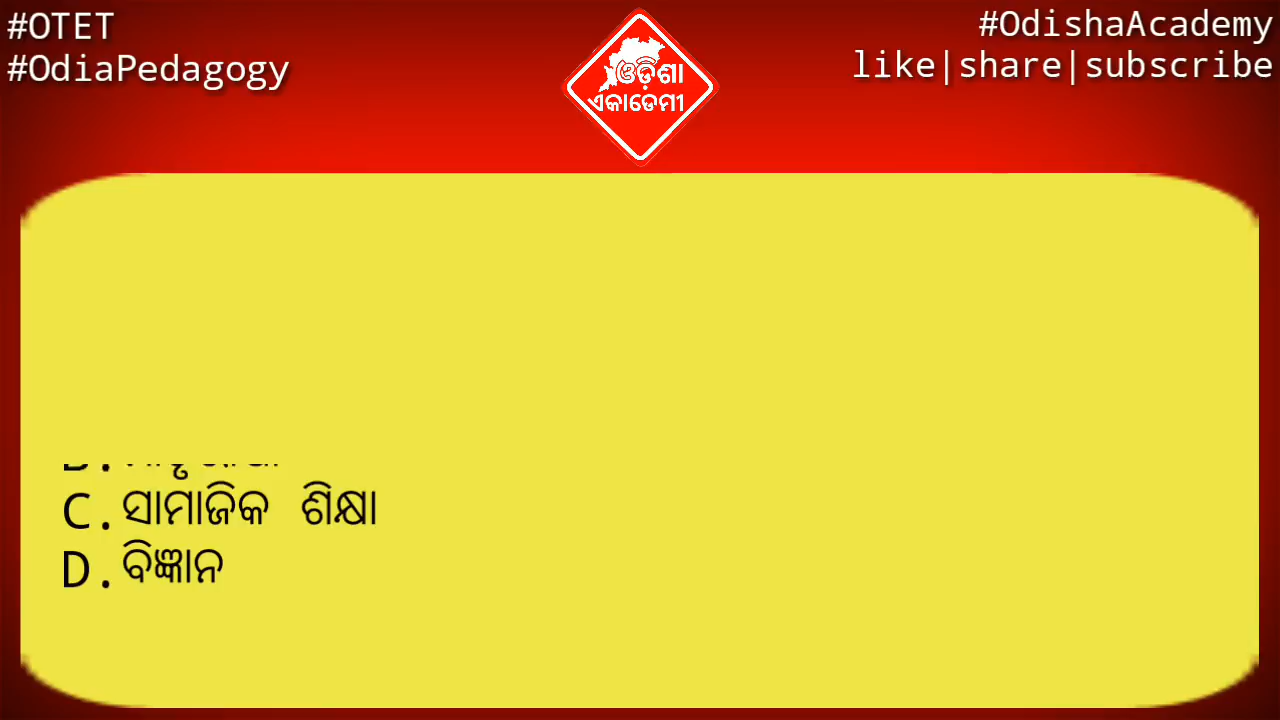 #OTET
#OdiaPedagogy
ଓଡ଼ିଶା
ଏକାଡେମୀ
#OdishaAcademy
like|share|subscribe
C.ସାମାଜିକ ଶିକ୍ଷା
D.ବିଜ୍ଞାନ